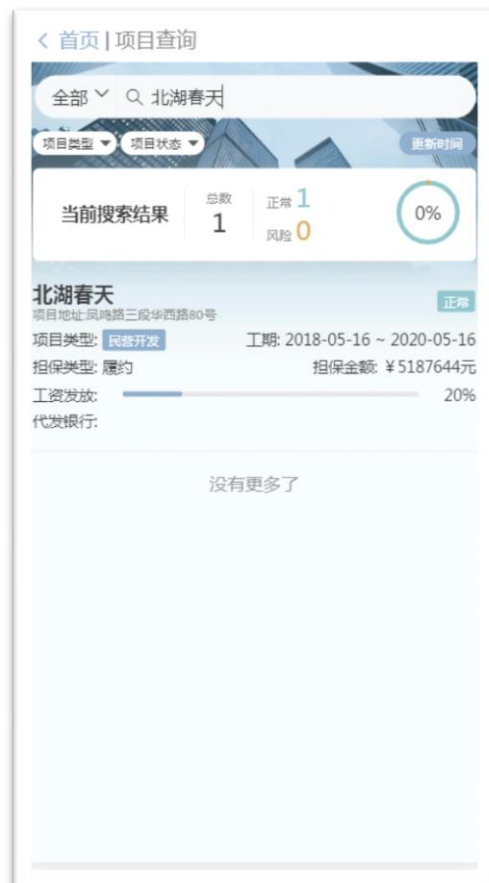 首页 | 项目查询
全部 北湖春天
项目类型 项目状态 更新时间
当前搜索结果 总数 1 正常 1 风险 0 0%
北湖春天 正常
项目地址:凤鸣路三段华西路80号
项目类型: 民营开发 工期: 2018-05-16 ~ 2020-05-16
担保类型: 履约 担保金额: ¥5187644元
工资发放: 20%
代发银行:
没有更多了